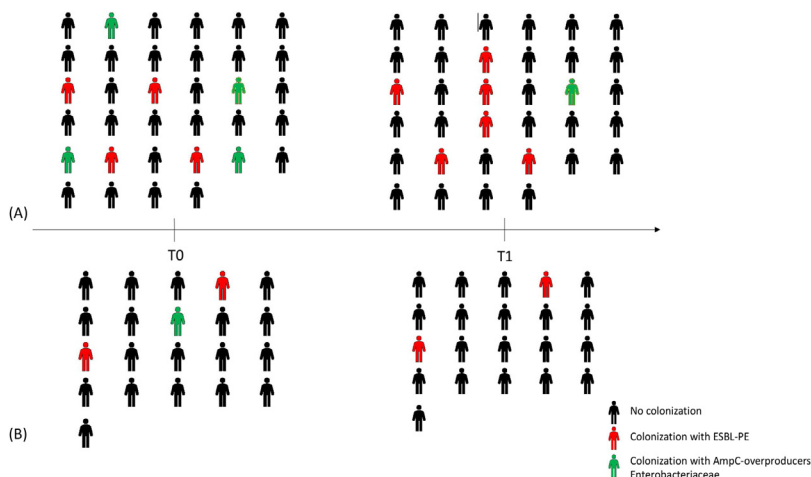 (A)
T0
T1
(B)
No colonization
Colonization with ESBL-PE
Colonization with AmpC-overproducers
Enterobacteriaceae